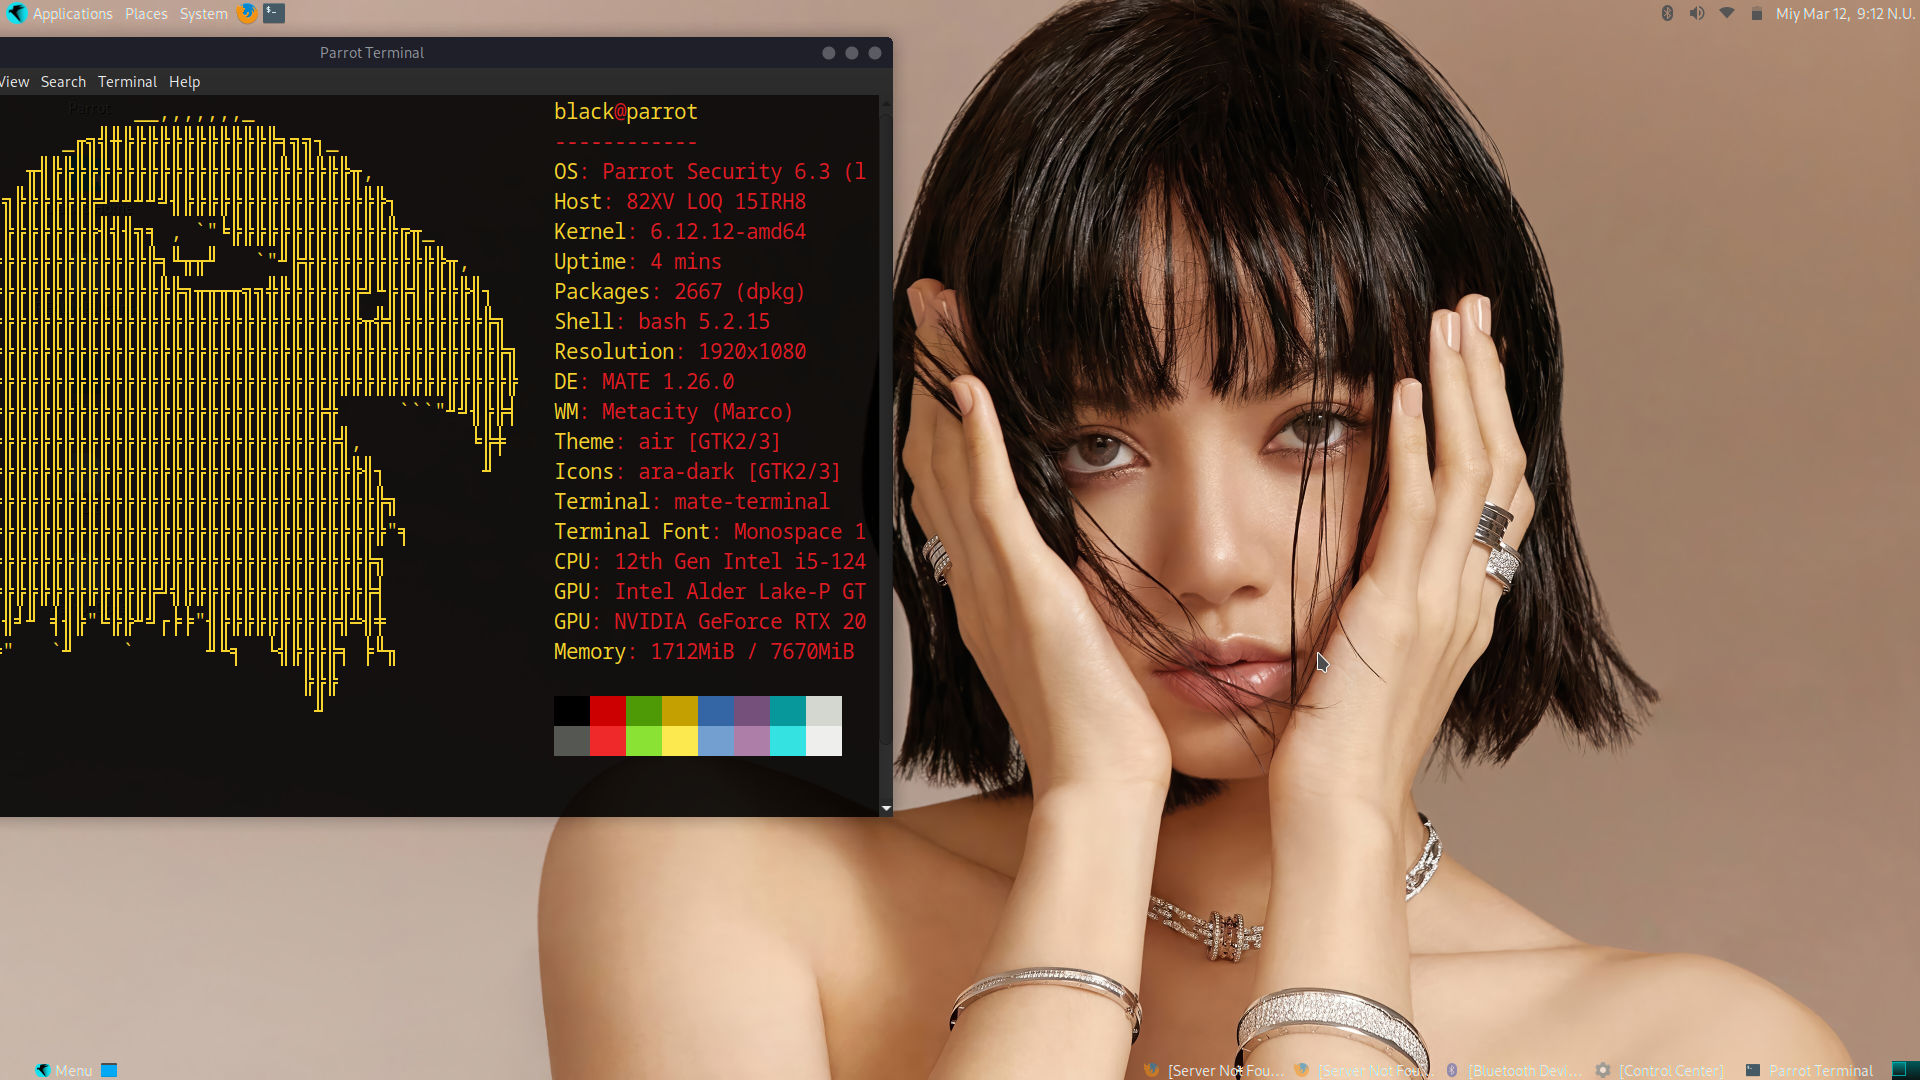 Applications Places System Miy Mar 12, 9:12 N.U.
Parrot Terminal
View Search Terminal Help
black@parrot
------------
OS: Parrot Security 6.3 (l
Host: 82XV LOQ 15IRH8
Kernel: 6.12.12-amd64
Uptime: 4 mins
Packages: 2667 (dpkg)
Shell: bash 5.2.15
Resolution: 1920x1080
DE: MATE 1.26.0
WM: Metacity (Marco)
Theme: air [GTK2/3]
Icons: ara-dark [GTK2/3]
Terminal: mate-terminal
Terminal Font: Monospace 1
CPU: 12th Gen Intel i5-124
GPU: Intel Alder Lake-P GT
GPU: NVIDIA GeForce RTX 20
Memory: 1712MiB / 7670MiB
Menu [Server Not Fou... [Server Not Fou... [Bluetooth Devi... [Control Center] Parrot Terminal